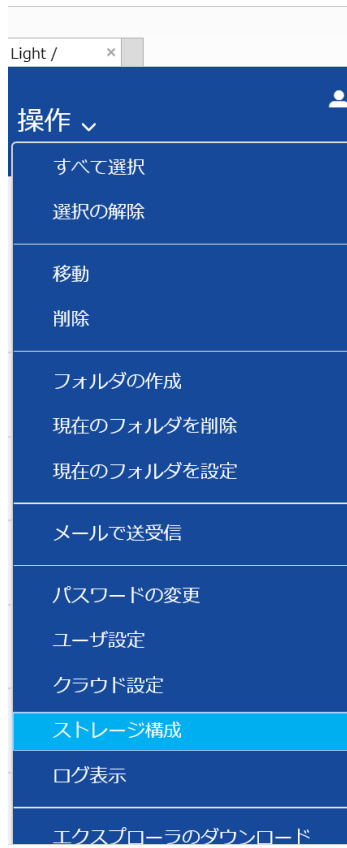 Light /
操作
すべて選択
選択の解除
移動
削除
フォルダの作成
現在のフォルダを削除
現在のフォルダを設定
メールで送受信
パスワードの変更
ユーザ設定
クラウド設定
ストレージ構成
ログ表示
エクスプローラのダウンロード